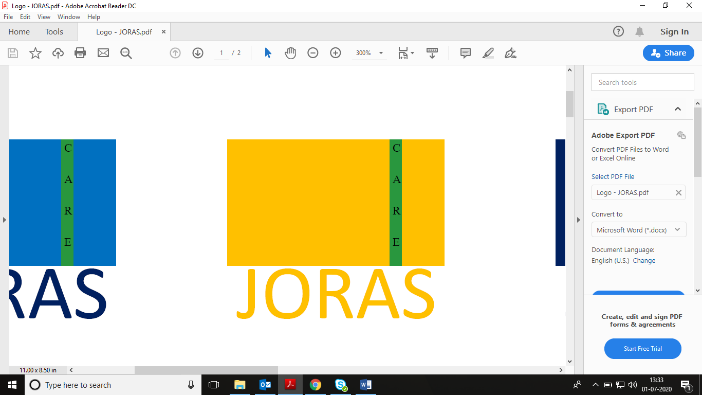 Logo - JORAS.pdf - Adobe Acrobat Reader DC
File Edit View Window Help
Home Tools Logo - JORAS.pdf × Sign In
1 / 2 300% Share
Search tools
Export PDF
Adobe Export PDF
Convert PDF Files to Word
or Excel Online
Select PDF File
Logo - JORAS.pdf
Convert to
Microsoft Word (*.docx)
Document Language:
English (U.S.) Change
Create, edit and sign PDF
forms & agreements
Start Free Trial
C
A
R
E
RAS
C
A
R
E
JORAS
11.00 x 8.50 in
Type here to search
13:33
01-07-2020